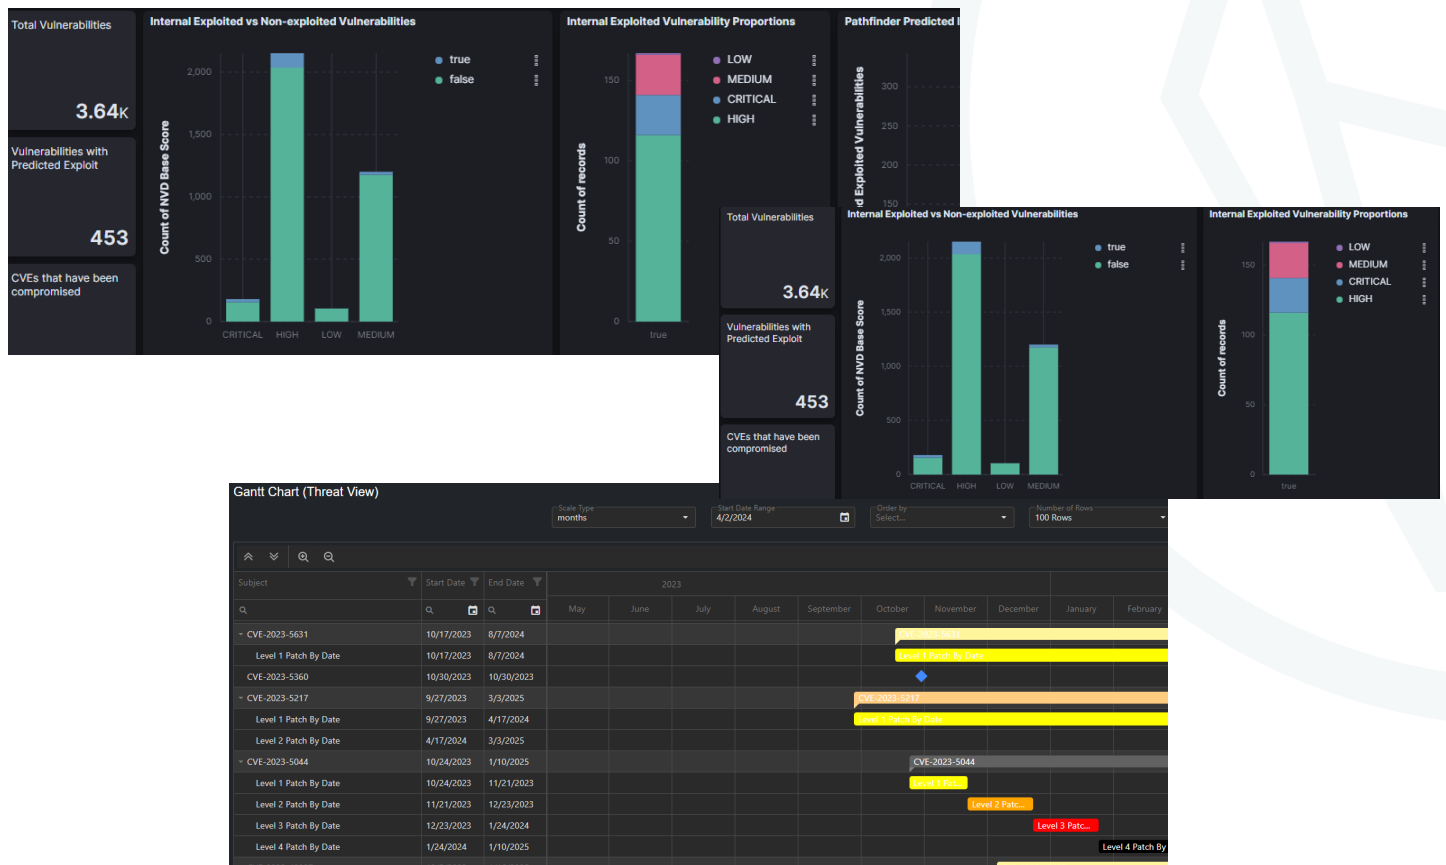 Total Vulnerabilities
3.64K
Vulnerabilities with
Predicted Exploit
453
CVEs that have been
compromised
Internal Exploited vs Non-exploited Vulnerabilities
true
false
Count of NVD Base Score
2,000
1,500
1,000
500
0
CRITICAL HIGH LOW MEDIUM
Internal Exploited Vulnerability Proportions
LOW
MEDIUM
CRITICAL
HIGH
Count of records
150
100
50
0
true
Pathfinder Predicted
Exploited Vulnerabilities
300
250
200
150
Total Vulnerabilities
3.64K
Vulnerabilities with
Predicted Exploit
453
CVEs that have been
compromised
Internal Exploited vs Non-exploited Vulnerabilities
true
false
Count of NVD Base Score
2,000
1,500
1,000
500
0
CRITICAL HIGH LOW MEDIUM
Internal Exploited Vulnerability Proportions
LOW
MEDIUM
CRITICAL
HIGH
Count of records
150
100
50
0
true
Gantt Chart (Threat View)
Scale Type
months
Start Date Range
4/2/2024
Order by
Select...
Number of Rows
100 Rows
Subject Start Date End Date 2023
May June July August September October November December January February
CVE-2023-5631 10/17/2023 8/7/2024 CVE-2023-5631
Level 1 Patch By Date 10/17/2023 8/7/2024 Level 1 Patch By Date
CVE-2023-5360 10/30/2023 10/30/2023
CVE-2023-5217 9/27/2023 3/3/2025 CVE-2023-5217
Level 1 Patch By Date 9/27/2023 4/17/2024 Level 1 Patch By Date
Level 2 Patch By Date 4/17/2024 3/3/2025
CVE-2023-5044 10/24/2023 1/10/2025 CVE-2023-5044
Level 1 Patch By Date 10/24/2023 11/21/2023 Level 1 Pat...
Level 2 Patch By Date 11/21/2023 12/23/2023 Level 2 Patc...
Level 3 Patch By Date 12/23/2023 1/24/2024 Level 3 Patc...
Level 4 Patch By Date 1/24/2024 1/10/2025 Level 4 Patch By